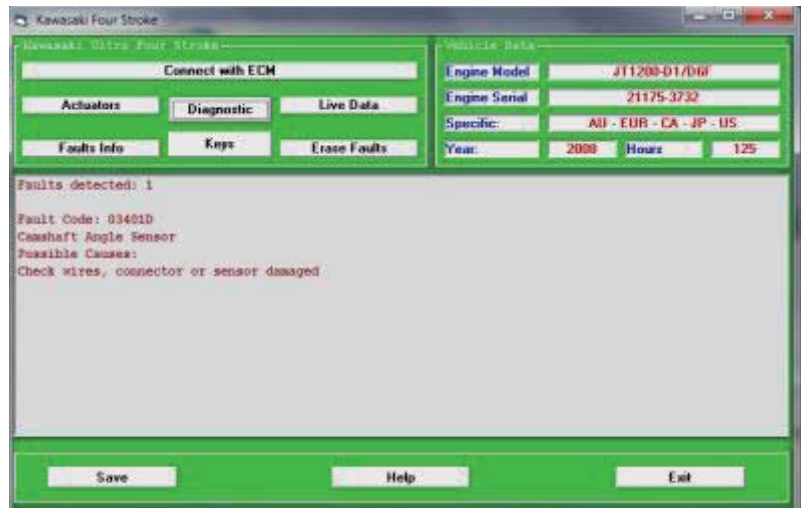 Kawasaki Four Stroke
Kawasaki Ultra Four Stroke
Vehicle Data
Connect with ECM
Engine Model
JT1200-D1/D6F
Actuators
Diagnostic
Live Data
Engine Serial
21175-3732
Specific:
AU - EUR - CA - JP - US
Faults Info
Keys
Erase Faults
Year:
2008
Hours
125
Faults detected: 1
Fault Code: 03401D
Camshaft Angle Sensor
Possible Causes:
Check wires, connector or sensor damaged
Save
Help
Exit